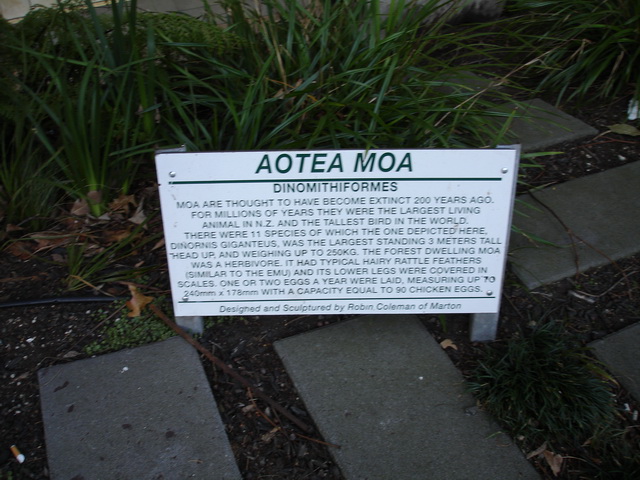 AOTEA MOA
DINOMITHIFORMES
MOA ARE THOUGHT TO HAVE BECOME EXTINCT 200 YEARS AGO.
FOR MILLIONS OF YEARS THEY WERE THE LARGEST LIVING
ANIMAL IN N.Z. AND THE TALLEST BIRD IN THE WORLD.
THERE WERE 11 SPECIES OF WHICH THE ONE DEPICTED HERE,
DINORNIS GIGANTEUS, WAS THE LARGEST STANDING 3 METERS TALL
"HEAD UP, AND WEIGHING UP TO 250KG. THE FOREST DWELLING MOA
WAS A HERBIVORE. IT HAD TYPICAL HAIRY RATTLE FEATHERS
(SIMILAR TO THE EMU) AND ITS LOWER LEGS WERE COVERED IN
SCALES. ONE OR TWO EGGS A YEAR WERE LAID, MEASURING UP TO
240mm x 178mm WITH A CAPACITY EQUAL TO 90 CHICKEN EGGS.
Designed and Sculptured by Robin Coleman of Marton